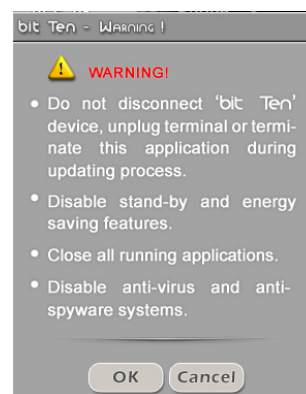 bit Ten - Warning !
WARNING!
• Do not disconnect ‘bit Ten’
device, unplug terminal or termi-
nate this application during
updating process.
• Disable stand-by and energy
saving features.
• Close all running applications.
• Disable anti-virus and anti-
spyware systems.
OK Cancel